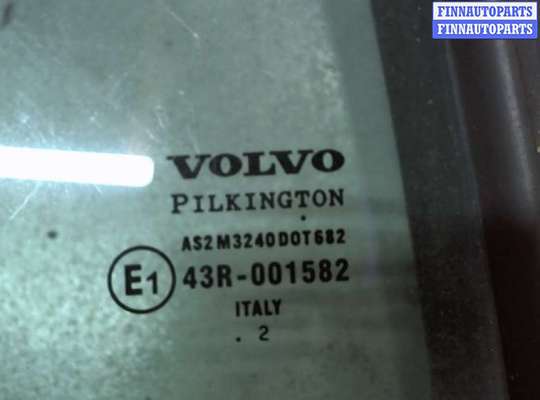 FINNAUTOPARTS
FINNAUTOPARTS
VOLVO
PILKINGTON
AS2 M3240 DOT682
E1 43R-001582
ITALY
. 2